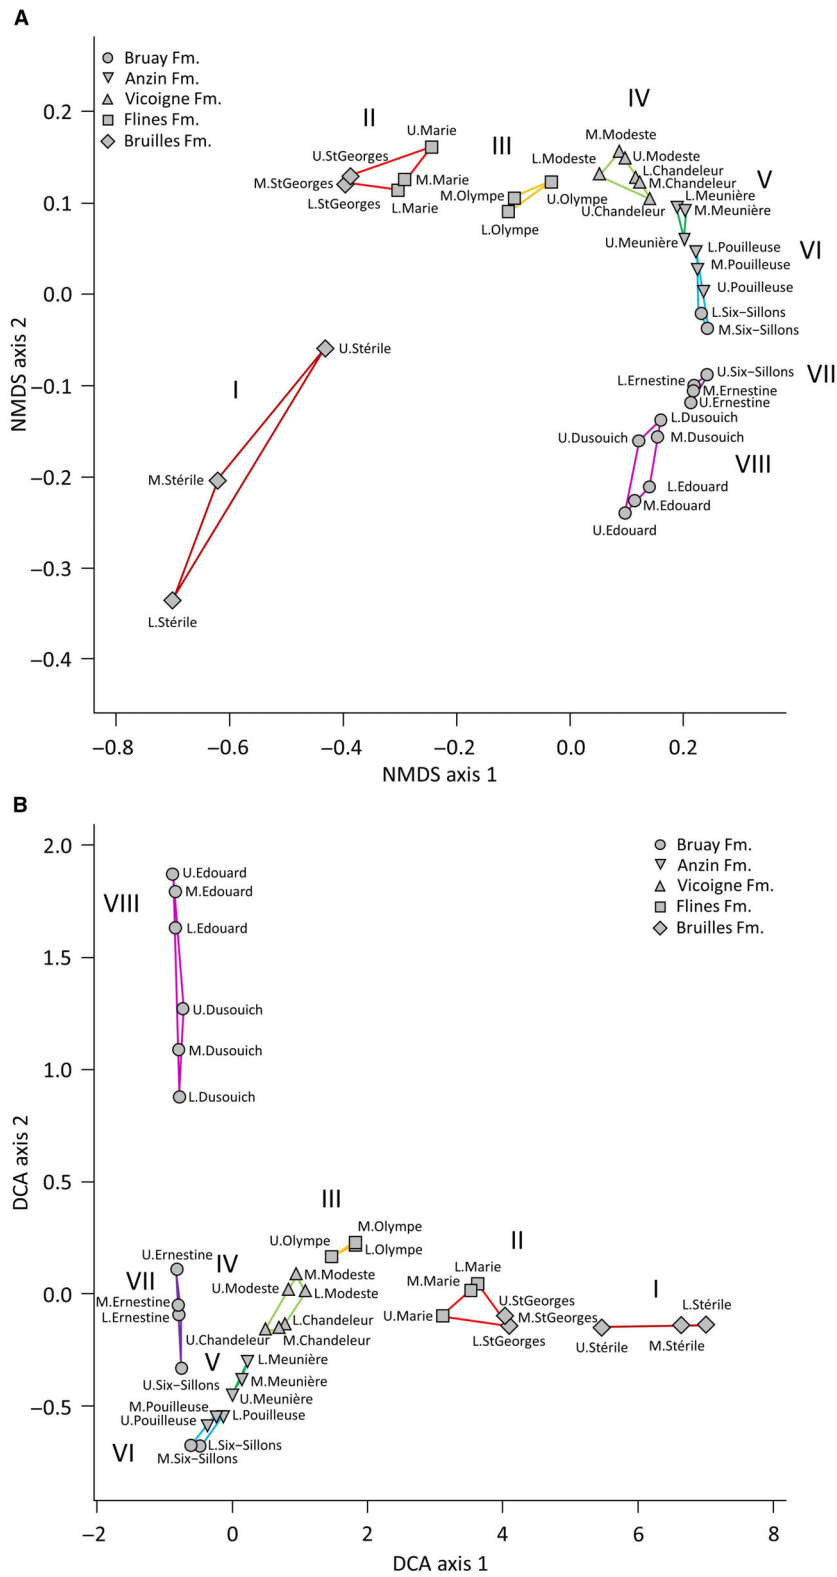 A
Bruay Fm.
Anzin Fm.
Vicoigne Fm.
Flines Fm.
Bruilles Fm.
II
III
IV
V
VI
VII
VIII
I
U.Marie
U.StGeorges
M.StGeorges
L.StGeorges
M.Marie
L.Marie
M.Olympe
L.Olympe
U.Olympe
L.Modeste
M.Modeste
U.Modeste
L.Chandeleur
M.Chandeleur
U.Chandeleur
L.Meunière
M.Meunière
U.Meunière
L.Pouilleuse
M.Pouilleuse
U.Pouilleuse
L.Six−Sillons
M.Six−Sillons
U.Six−Sillons
L.Ernestine
M.Ernestine
U.Ernestine
L.Dusouich
U.Dusouich
M.Dusouich
L.Edouard
M.Edouard
U.Edouard
U.Stérile
M.Stérile
L.Stérile
0.2
0.1
0.0
−0.1
−0.2
−0.3
−0.4
NMDS axis 2
−0.8
−0.6
−0.4
−0.2
0.0
0.2
NMDS axis 1
B
Bruay Fm.
Anzin Fm.
Vicoigne Fm.
Flines Fm.
Bruilles Fm.
U.Edouard
M.Edouard
VIII
L.Edouard
U.Dusouich
M.Dusouich
L.Dusouich
III
M.Olympe
U.Olympe
L.Olympe
II
U.Ernestine
IV
VII
M.Ernestine
L.Ernestine
U.Modeste
M.Modeste
L.Modeste
L.Chandeleur
U.Chandeleur
M.Chandeleur
L.Marie
M.Marie
U.Marie
U.StGeorges
M.StGeorges
L.StGeorges
I
L.Stérile
U.Stérile
M.Stérile
V
L.Meunière
M.Meunière
U.Meunière
U.Six−Sillons
M.Pouilleuse
U.Pouilleuse
L.Pouilleuse
VI
L.Six−Sillons
M.Six−Sillons
2.0
1.5
1.0
0.5
0.0
−0.5
DCA axis 2
−2
0
2
4
6
8
DCA axis 1